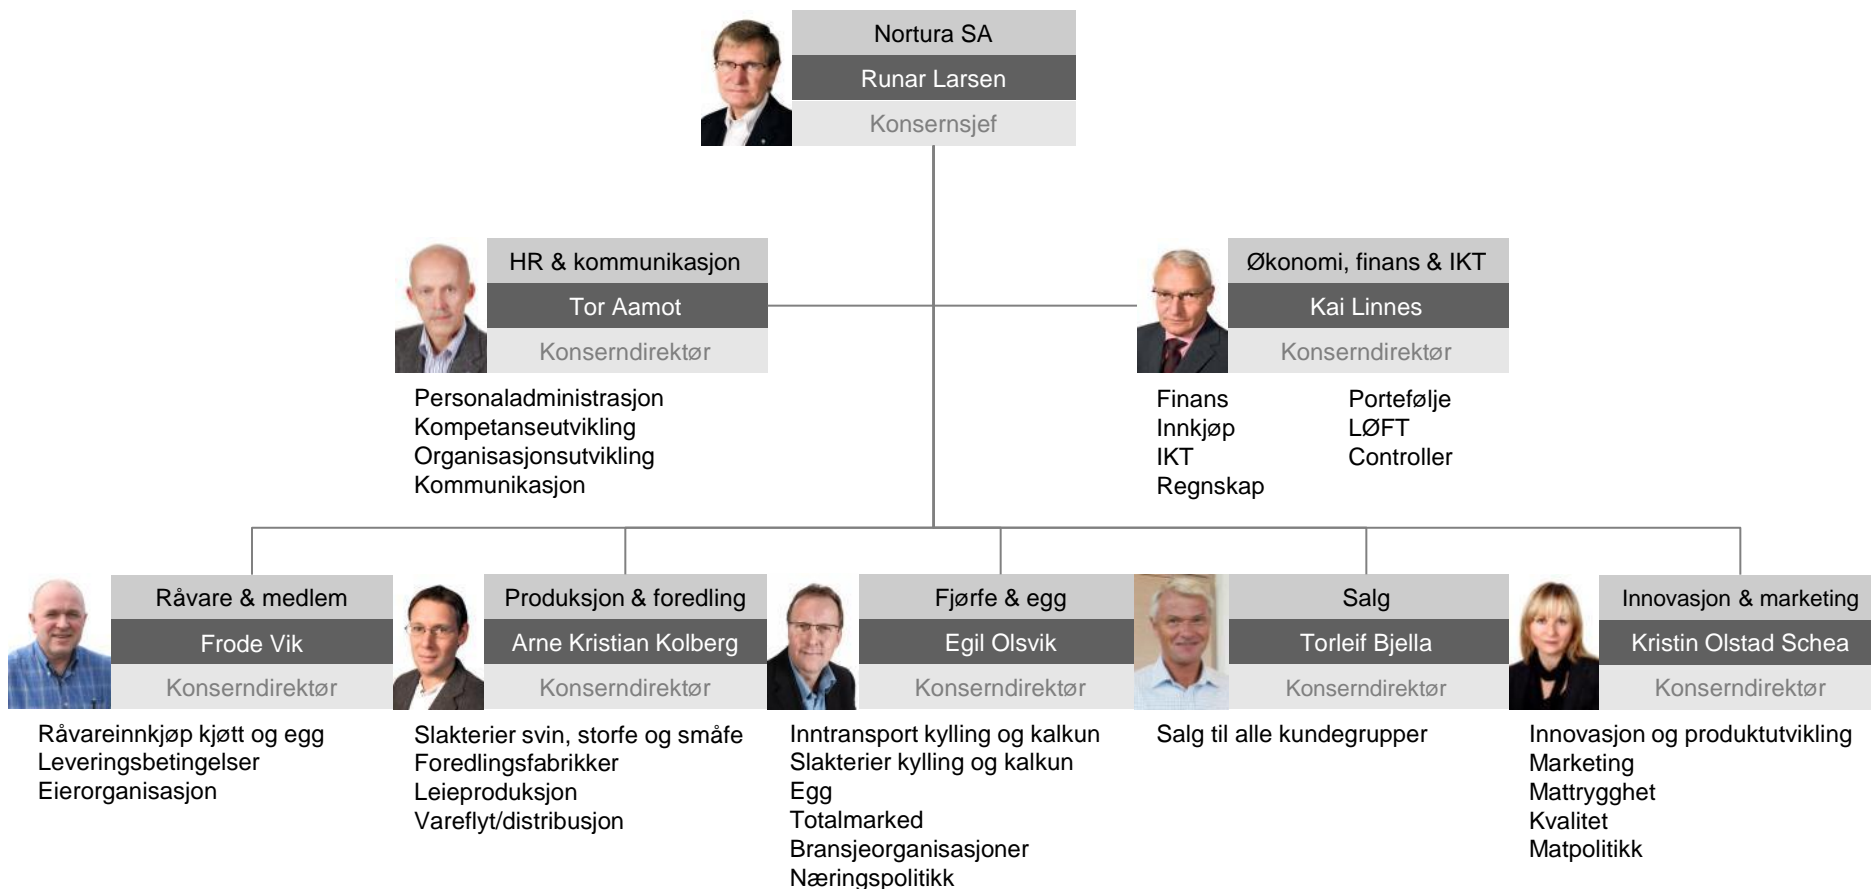 Nortura SA
Runar Larsen
Konsernsjef
HR & kommunikasjon
Tor Aamot
Konserndirektør
Personaladministrasjon
Kompetanseutvikling
Organisasjonsutvikling
Kommunikasjon
Økonomi, finans & IKT
Kai Linnes
Konserndirektør
Finans
Innkjøp
IKT
Regnskap
Portefølje
LØFT
Controller
Råvare & medlem
Frode Vik
Konserndirektør
Råvareinnkjøp kjøtt og egg
Leveringsbetingelser
Eierorganisasjon
Produksjon & foredling
Arne Kristian Kolberg
Konserndirektør
Slakterier svin, storfe og småfe
Foredlingsfabrikker
Leieproduksjon
Vareflyt/distribusjon
Fjørfe & egg
Egil Olsvik
Konserndirektør
Inntransport kylling og kalkun
Slakterier kylling og kalkun
Egg
Totalmarked
Bransjeorganisasjoner
Næringspolitikk
Salg
Torleif Bjella
Konserndirektør
Salg til alle kundegrupper
Innovasjon & marketing
Kristin Olstad Schea
Konserndirektør
Innovasjon og produktutvikling
Marketing
Mattrygghet
Kvalitet
Matpolitikk